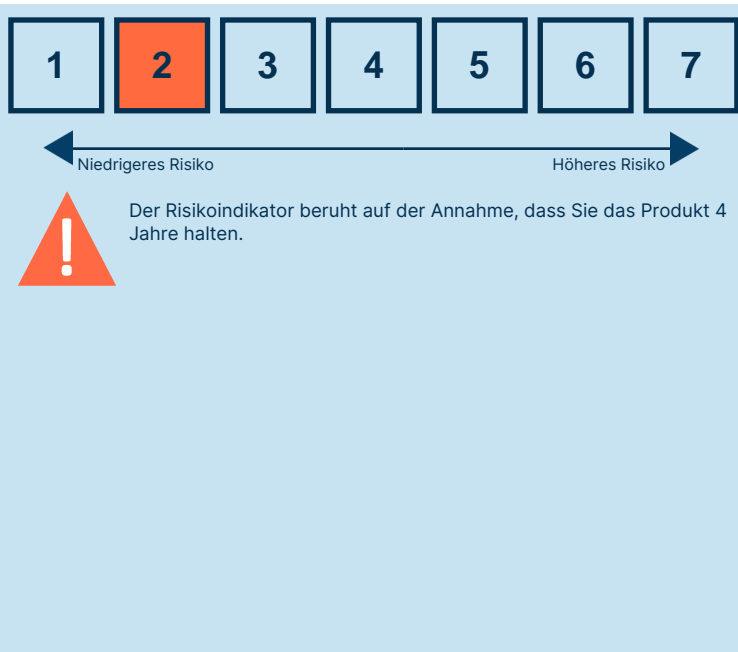 1 2 3 4 5 6 7
Niedrigeres Risiko Höheres Risiko
!
Der Risikoindikator beruht auf der Annahme, dass Sie das Produkt 4
Jahre halten.